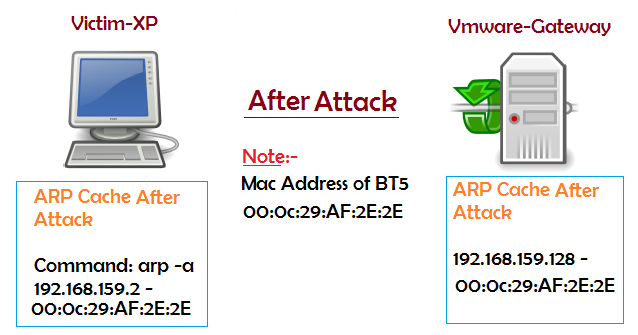 Victim-XP
Vmware-Gateway
After Attack
Note:-
Mac Address of BT5
00:0c:29:AF:2E:2E
ARP Cache After
Attack
Command: arp -a
192.168.159.2 -
00:0c:29:AF:2E:2E
ARP Cache After
Attack
192.168.159.128 -
00:0c:29:AF:2E:2E